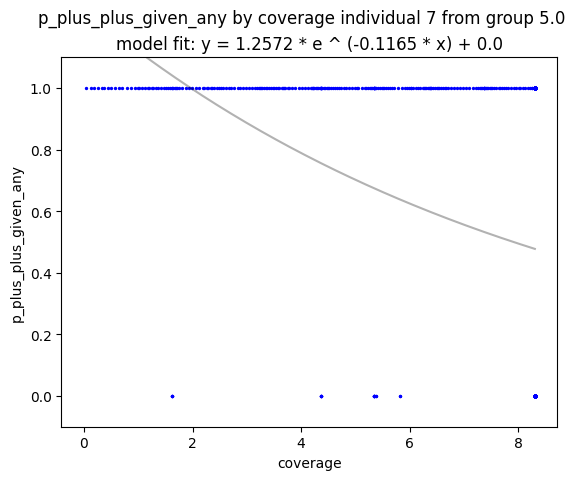 p_plus_plus_given_any by coverage individual 7 from group 5.0
model fit: y = 1.2572 * e ^ (-0.1165 * x) + 0.0
1.0
0.8
0.6
0.4
0.2
0.0
p_plus_plus_given_any
0 2 4 6 8
coverage